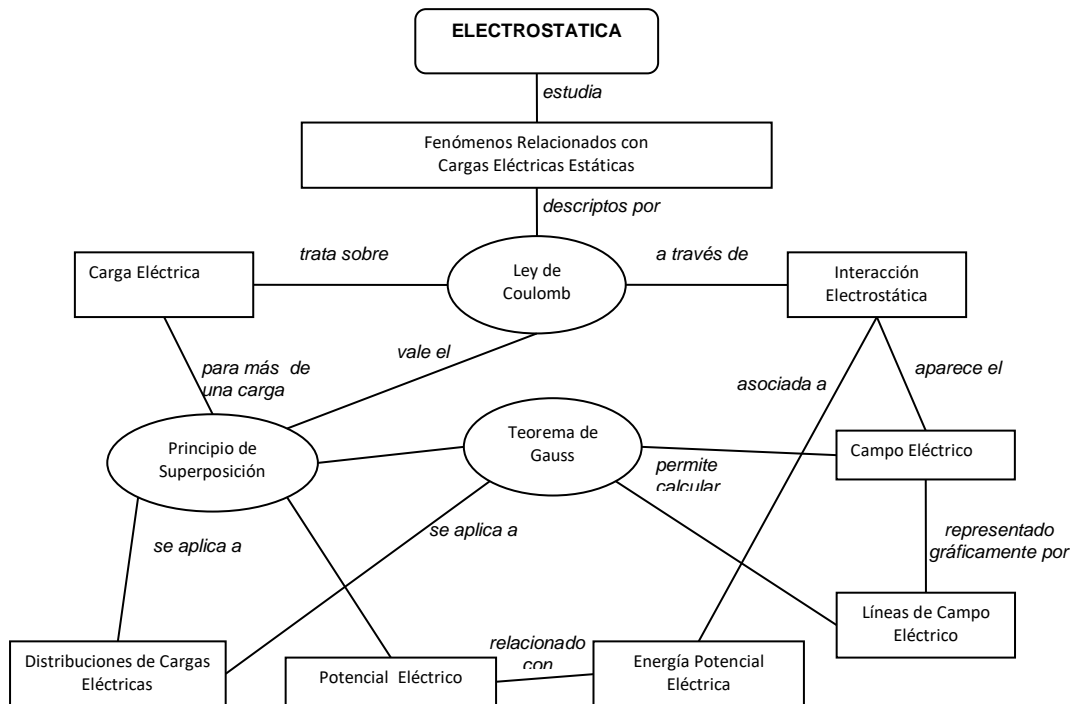 ELECTROSTATICA
estudia
Fenómenos Relacionados con
Cargas Eléctricas Estáticas
descriptos por
Carga Eléctrica
trata sobre
Ley de
Coulomb
a través de
Interacción
Electrostática
para más de
una carga
vale el
asociada a
aparece el
Principio de
Superposición
Teorema de
Gauss
permite
calcular
Campo Eléctrico
se aplica a
se aplica a
representado
gráficamente por
Líneas de Campo
Eléctrico
Distribuciones de Cargas
Eléctricas
Potencial Eléctrico
relacionado
con
Energía Potencial
Eléctrica